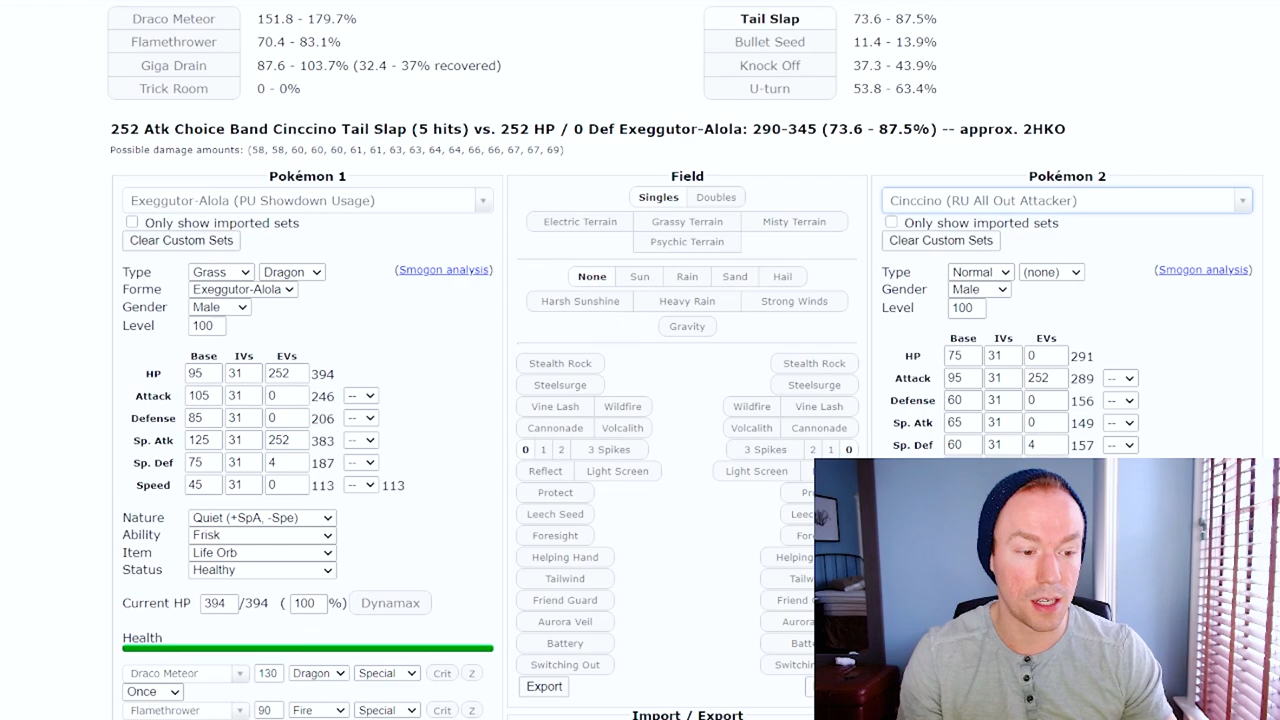 Draco Meteor 151.8 - 179.7% Tail Slap 73.6 - 87.5%
Flamethrower 70.4 - 83.1% Bullet Seed 11.4 - 13.9%
Giga Drain 87.6 - 103.7% (32.4 - 37% recovered) Knock Off 37.3 - 43.9%
Trick Room 0 - 0% U-turn 53.8 - 63.4%
252 Atk Choice Band Cinccino Tail Slap (5 hits) vs. 252 HP / 0 Def Exeggutor-Alola: 290-345 (73.6 - 87.5%) -- approx. 2HKO
Possible damage amounts: (58, 58, 60, 60, 60, 61, 61, 63, 63, 64, 64, 66, 66, 67, 67, 69)
Pokémon 1
Exeggutor-Alola (PU Showdown Usage)
Only show imported sets
Clear Custom Sets
Type Grass Dragon (Smogon analysis)
Forme Exeggutor-Alola
Gender Male
Level 100
Base IVs EVs
HP 95 31 252 394
Attack 105 31 0 246 --
Defense 85 31 0 206 --
Sp. Atk 125 31 252 383 --
Sp. Def 75 31 4 187 --
Speed 45 31 0 113 -- 113
Nature Quiet (+SpA, -Spe)
Ability Frisk
Item Life Orb
Status Healthy
Current HP 394 /394 ( 100 %) Dynamax
Health
Draco Meteor 130 Dragon Special Crit Z
Once
Flamethrower 90 Fire Special Crit Z
Field
Singles Doubles
Electric Terrain Grassy Terrain Misty Terrain
Psychic Terrain
None Sun Rain Sand Hail
Harsh Sunshine Heavy Rain Strong Winds
Gravity
Stealth Rock Stealth Rock
Steelsurge Steelsurge
Vine Lash Wildfire Wildfire Vine Lash
Cannonade Volcalith Volcalith Cannonade
0 1 2 3 Spikes 3 Spikes 2 1 0
Reflect Light Screen Light Screen
Protect Pr
Leech Seed Leec
Foresight Fore
Helping Hand Helping
Tailwind Tailw
Friend Guard Friend
Aurora Veil Aurora
Battery Batt
Switching Out Switchin
Export
Import / Export
Pokémon 2
Cinccino (RU All Out Attacker)
Only show imported sets
Clear Custom Sets
Type Normal (none) (Smogon analysis)
Gender Male
Level 100
Base IVs EVs
HP 75 31 0 291
Attack 95 31 252 289 --
Defense 60 31 0 156 --
Sp. Atk 65 31 0 149 --
Sp. Def 60 31 4 157 --